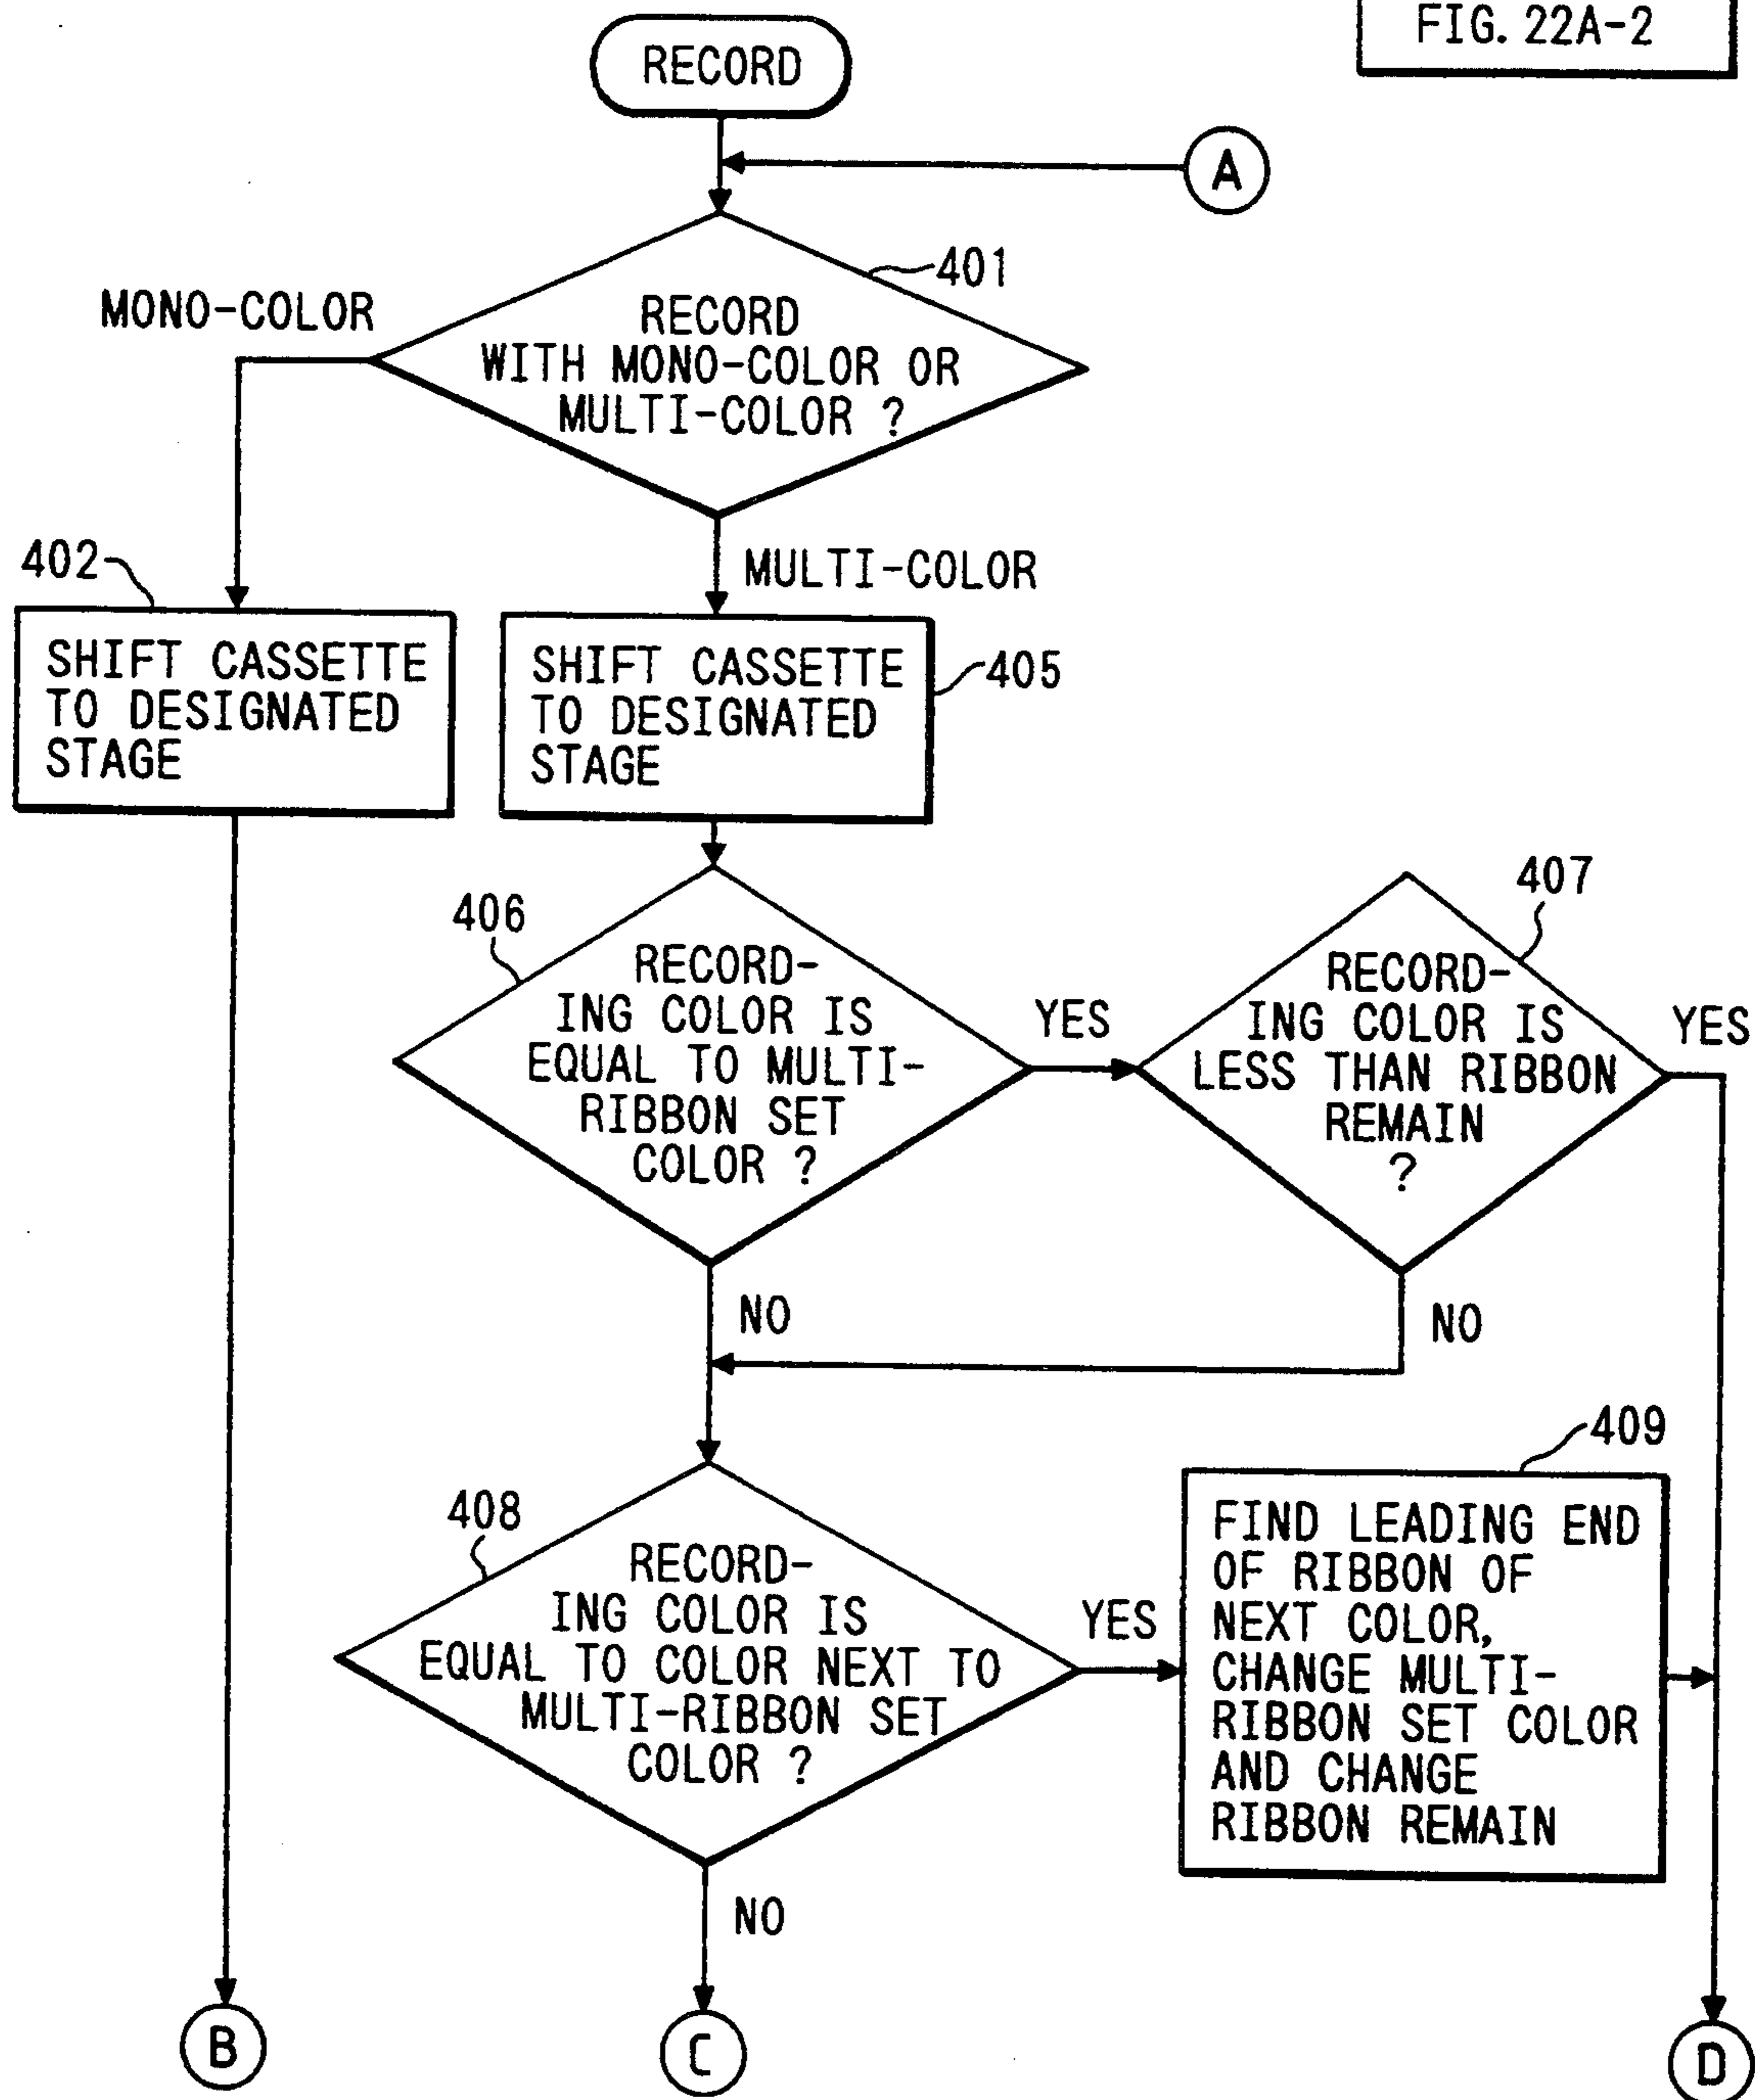 FIG. 22A-2
RECORD
A
401
MONO-COLOR
RECORD
WITH MONO-COLOR OR
MULTI-COLOR ?
402
MULTI-COLOR
SHIFT CASSETTE
TO DESIGNATED
STAGE
SHIFT CASSETTE
TO DESIGNATED
STAGE
405
406
RECORD-
ING COLOR IS
EQUAL TO MULTI-
RIBBON SET
COLOR ?
YES
407
RECORD-
ING COLOR IS
LESS THAN RIBBON
REMAIN
?
YES
NO
NO
408
RECORD-
ING COLOR IS
EQUAL TO COLOR NEXT TO
MULTI-RIBBON SET
COLOR ?
YES
409
FIND LEADING END
OF RIBBON OF
NEXT COLOR,
CHANGE MULTI-
RIBBON SET COLOR
AND CHANGE
RIBBON REMAIN
NO
B
C
D